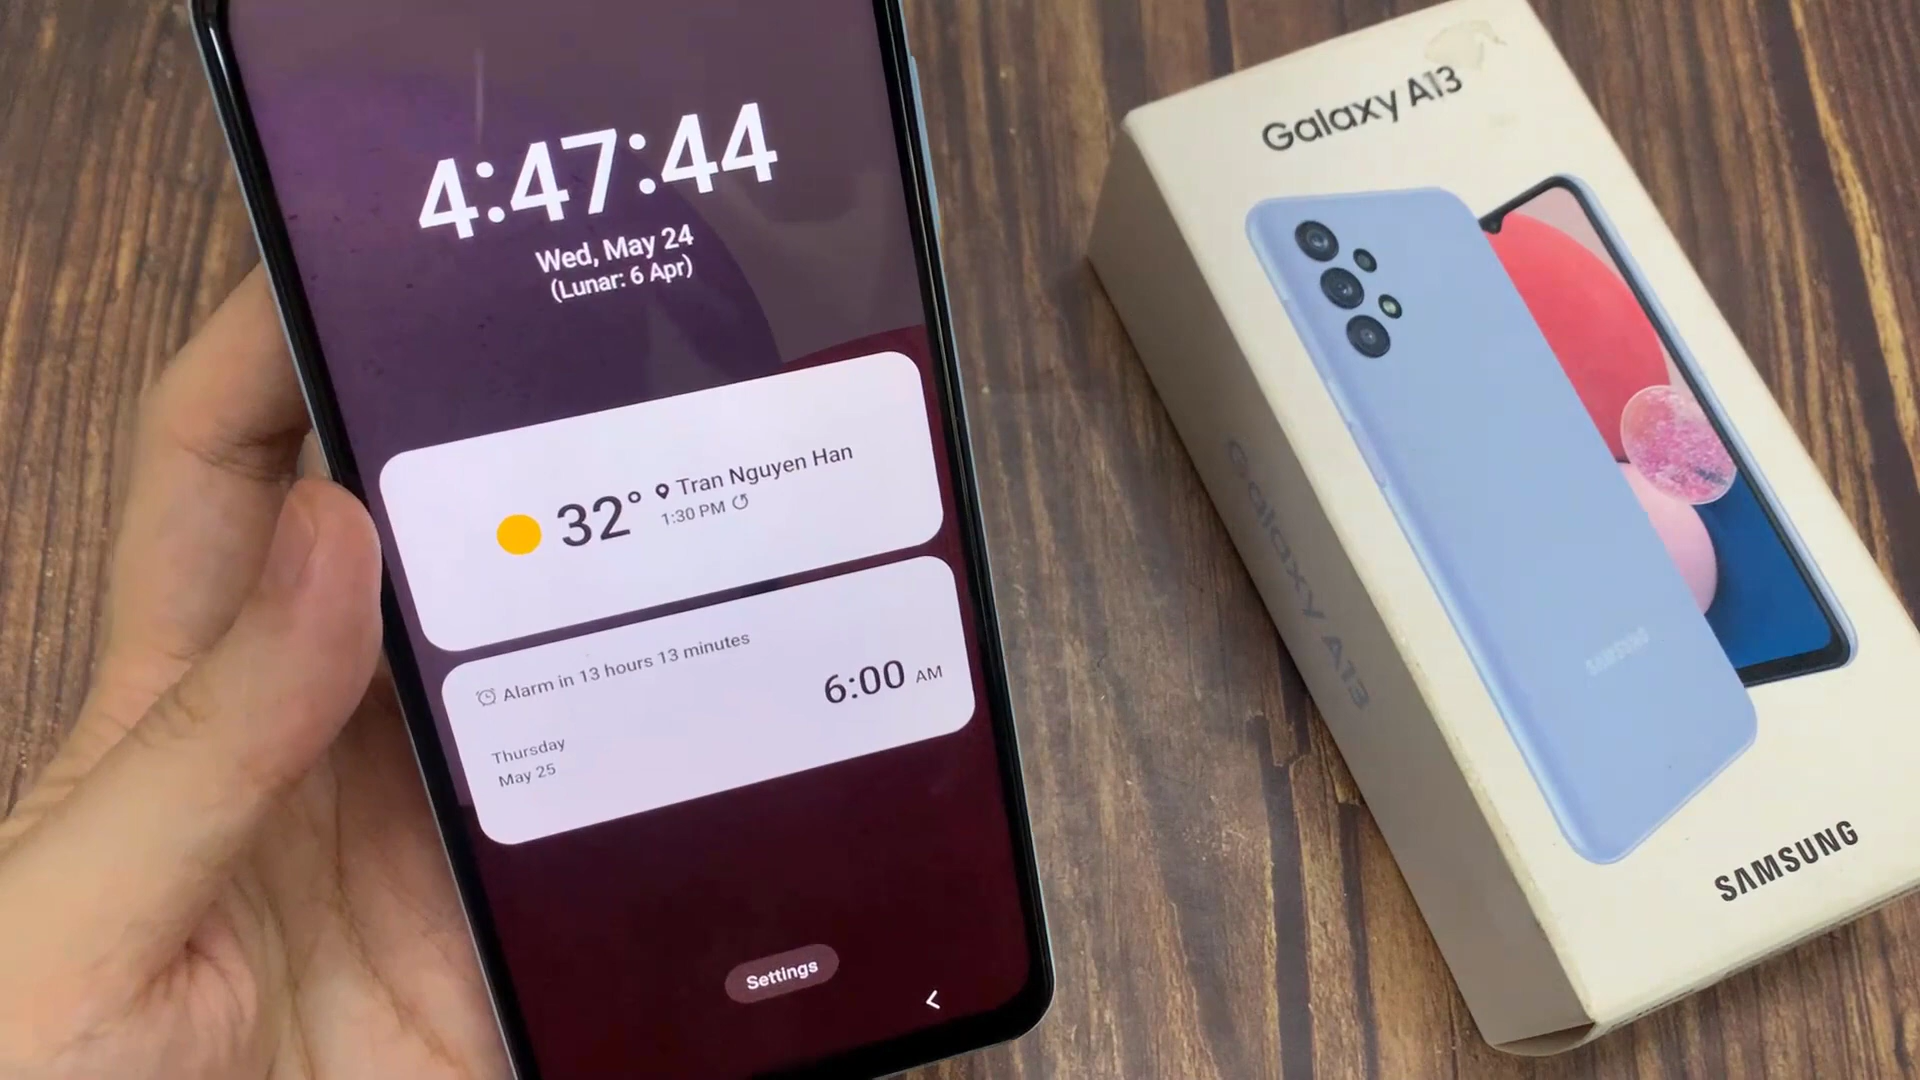 4:47:44
Wed, May 24
(Lunar: 6 Apr)
32° Tran Nguyen Han
1:30 PM
Alarm in 13 hours 13 minutes
6:00 AM
Thursday
May 25
Settings
Galaxy A13
SAMSUNG
SAMSUNG
Galaxy A13